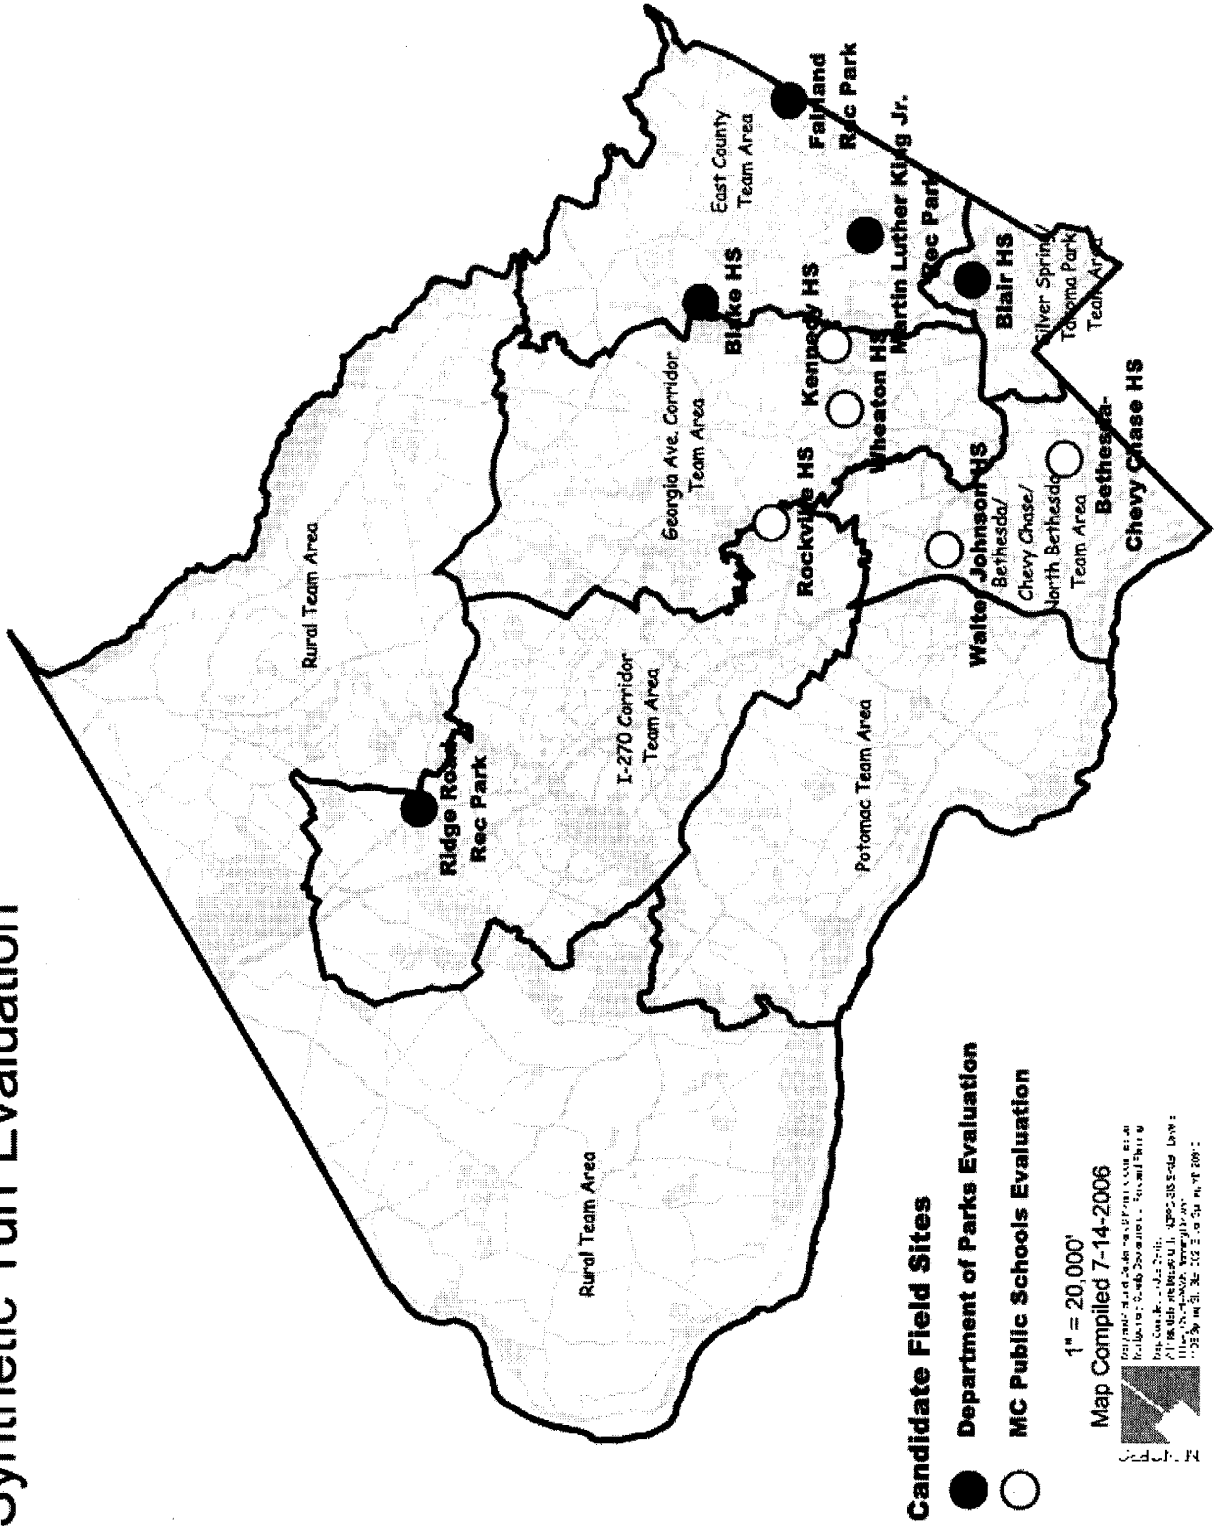 Synthetic Turf Evaluation
Rural Team Area
Ridge Road
Rec Park
I-270 Corridor
Team Area
Georgia Ave. Corridor
Team Area
East County
Team Area
Fairland
Rec Park
Blake HS
Kennedy HS
Martin Luther King Jr.
Rec Park
Wheaton HS
Rockville HS
Blair HS
Silver Spring/
Takoma Park
Team Area
Walter Johnson HS
Bethesda/
Chevy Chase/
North Bethesda
Team Area
Bethesda-
Chevy Chase HS
Potomac Team Area
Rural Team Area
Candidate Field Sites
Department of Parks Evaluation
MC Public Schools Evaluation
1" = 20,000'
Map Compiled 7-14-2006